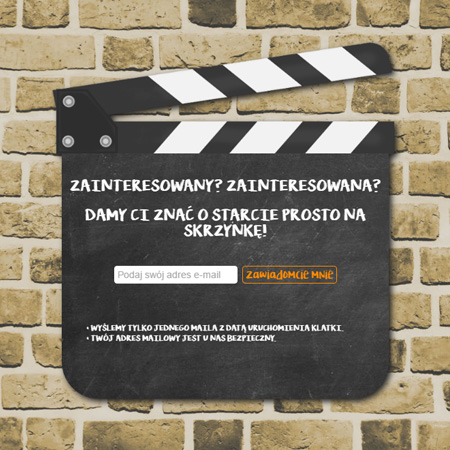 ZAINTERESOWANY? ZAINTERESOWANA?
DAMY CI ZNAĆ O STARCIE PROSTO NA
SKRZYNKĘ!
Podaj swój adres e-mail
Zawiadomcie mnie
• WYŚLEMY TYLKO JEDNEGO MAILA Z DATĄ URUCHOMIENIA KLATKI.
• TWÓJ ADRES MAILOWY JEST U NAS BEZPIECZNY.